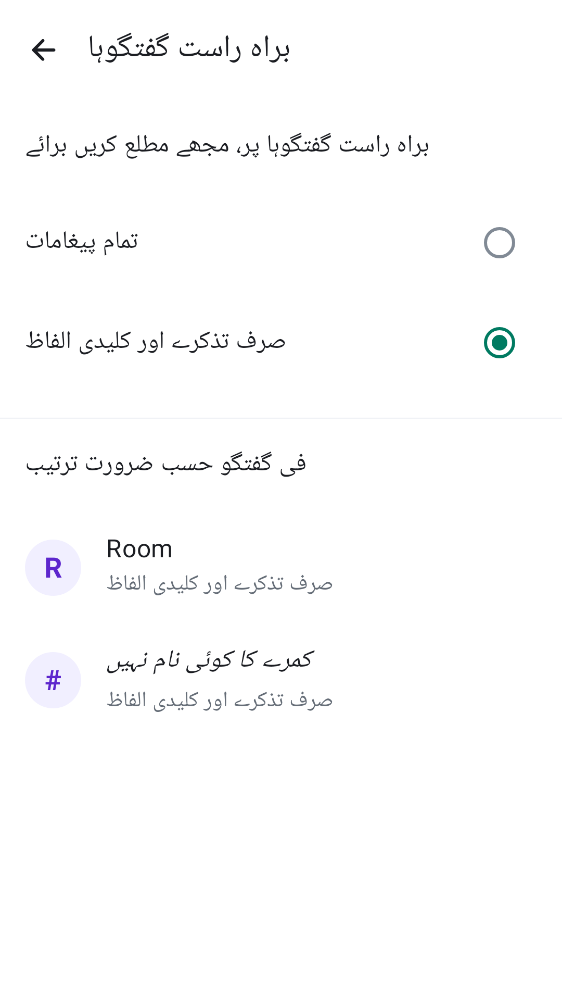 براہ راست گفتگوہا
براہ راست گفتگوہا پر، مجھے مطلع کریں برائے
تمام پیغامات
صرف تذکرے اور کلیدی الفاظ
فی گفتگو حسب ضرورت ترتیب
R
Room
صرف تذکرے اور کلیدی الفاظ
#
کمرے کا کوئی نام نہیں
صرف تذکرے اور کلیدی الفاظ